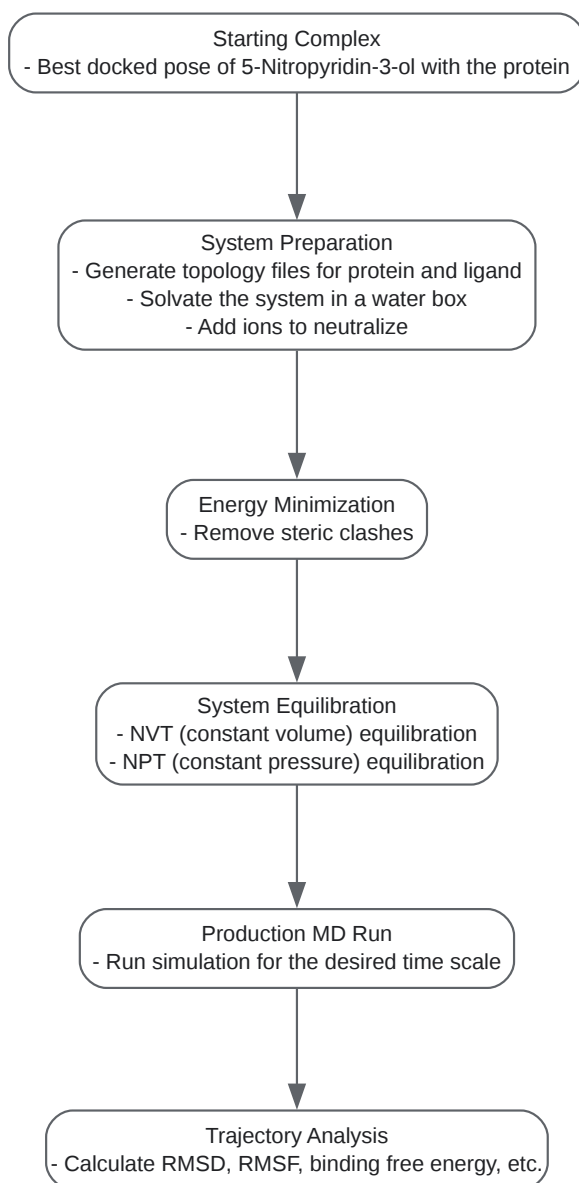 Starting Complex
- Best docked pose of 5-Nitropyridin-3-ol with the protein
System Preparation
- Generate topology files for protein and ligand
- Solvate the system in a water box
- Add ions to neutralize
Energy Minimization
- Remove steric clashes
System Equilibration
- NVT (constant volume) equilibration
- NPT (constant pressure) equilibration
Production MD Run
- Run simulation for the desired time scale
Trajectory Analysis
- Calculate RMSD, RMSF, binding free energy, etc.